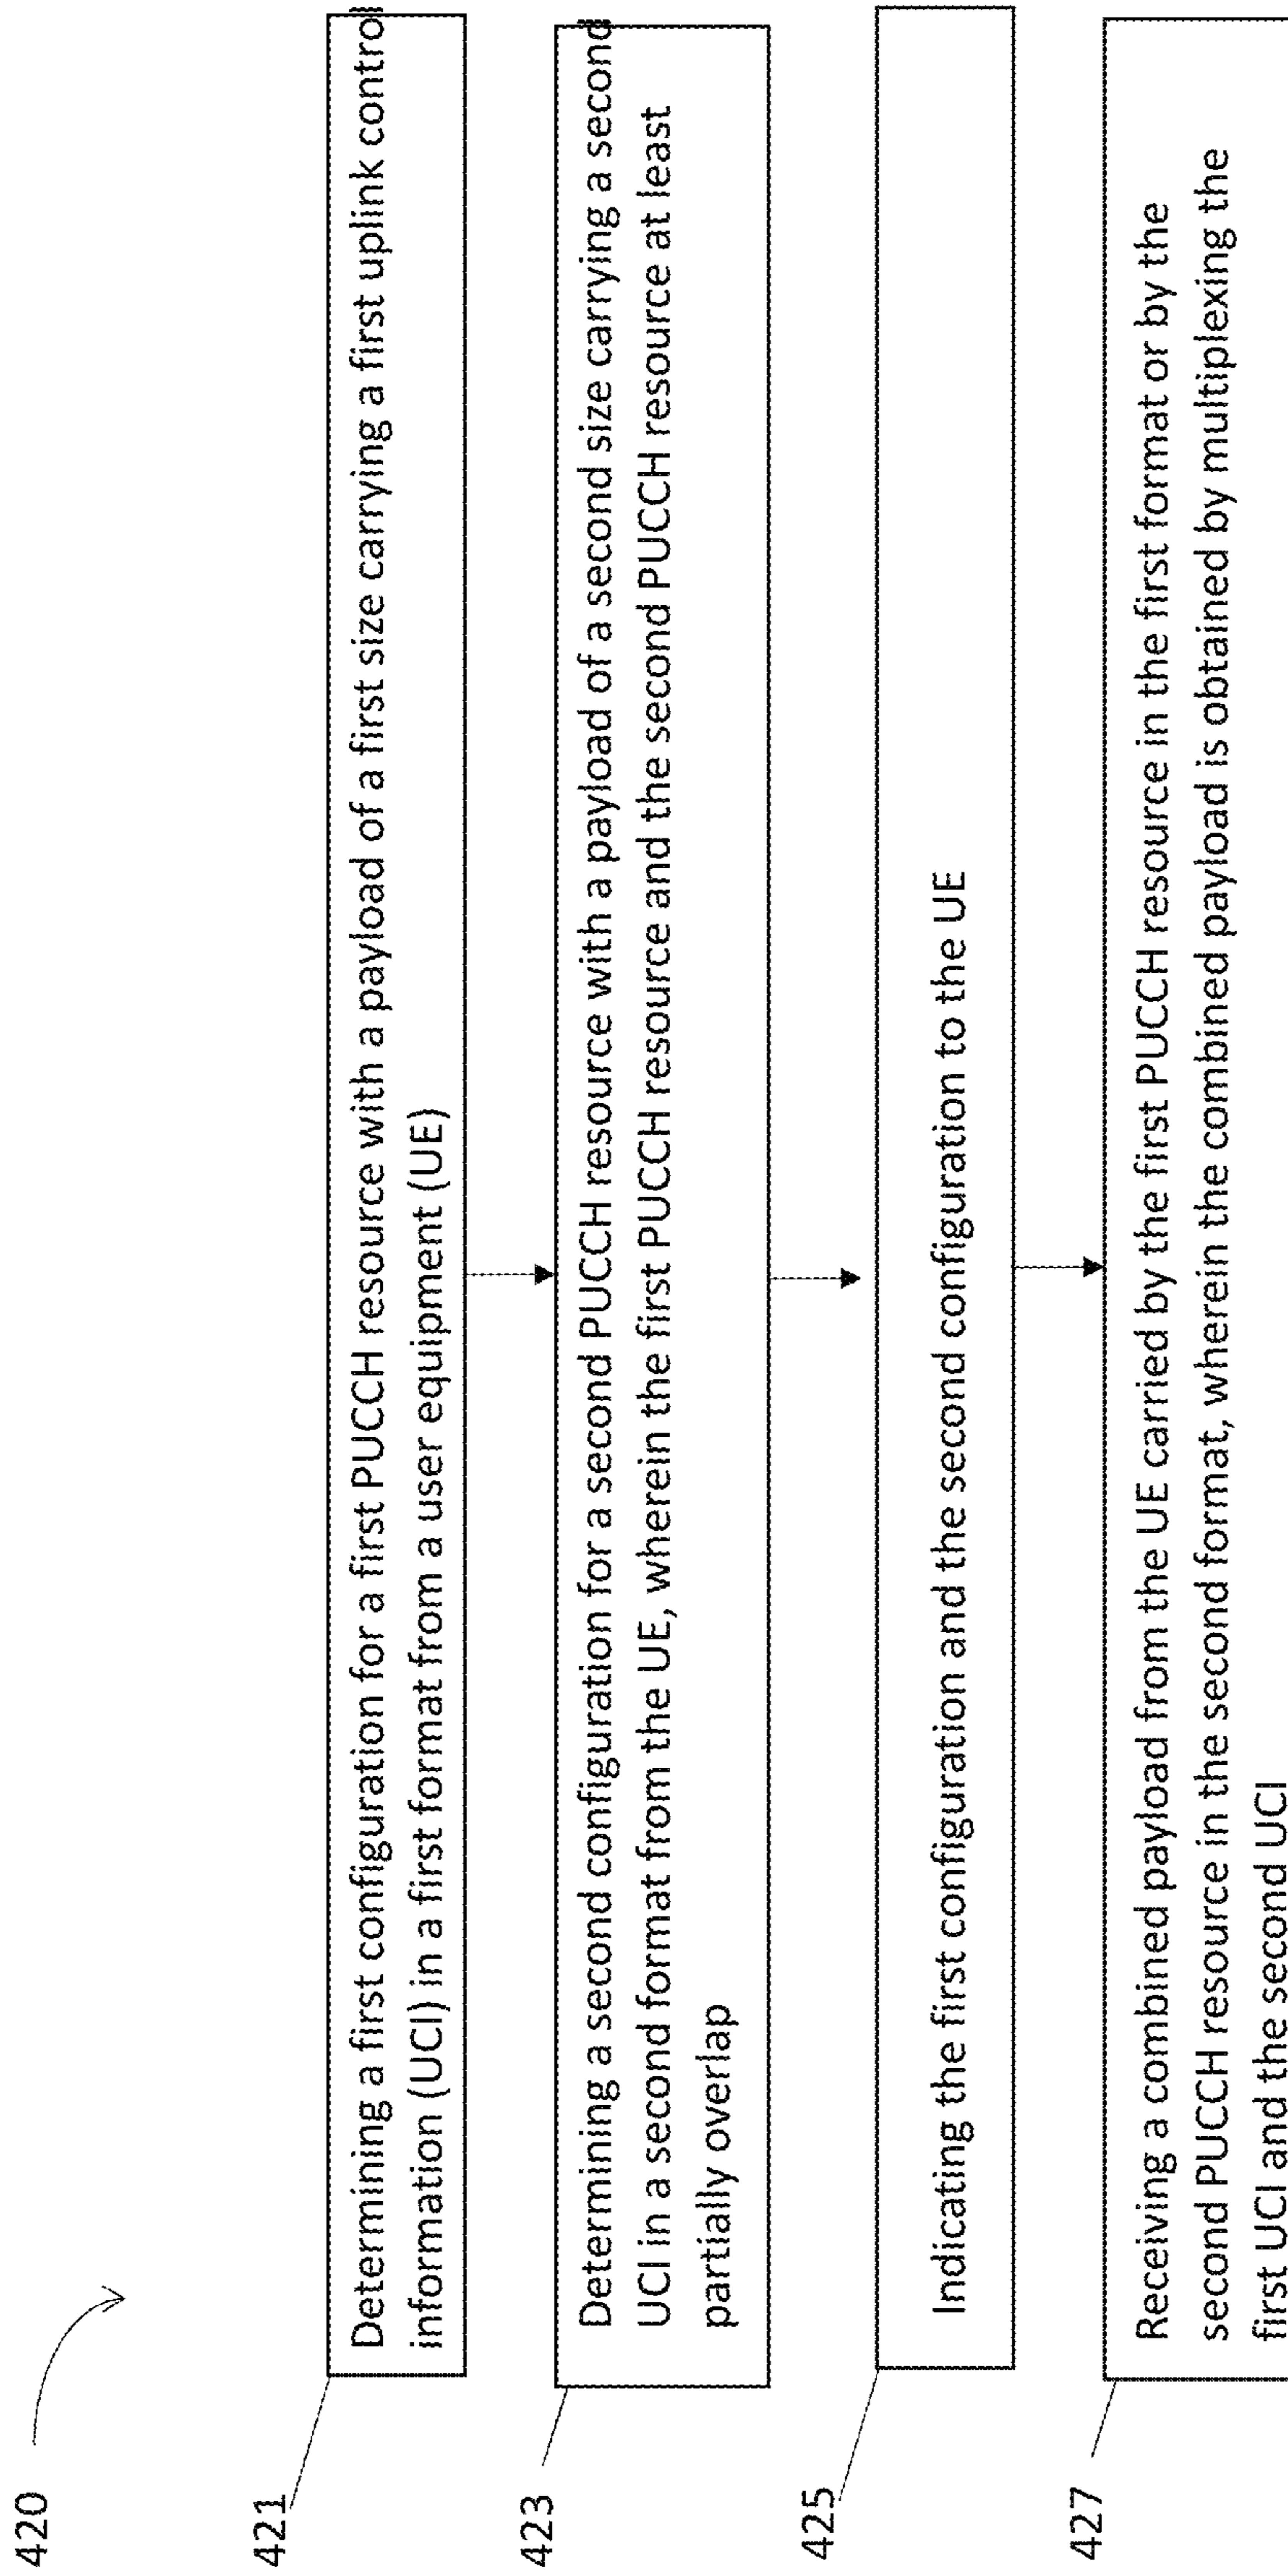 420
421
Determining a first configuration for a first PUCCH resource with a payload of a first size carrying a first uplink control
information (UCI) in a first format from a user equipment (UE)
423
Determining a second configuration for a second PUCCH resource with a payload of a second size carrying a second
UCI in a second format from the UE, wherein the first PUCCH resource and the second PUCCH resource at least
partially overlap
425
Indicating the first configuration and the second configuration to the UE
427
Receiving a combined payload from the UE carried by the first PUCCH resource in the first format or by the
second PUCCH resource in the second format, wherein the combined payload is obtained by multiplexing the
first UCI and the second UCI